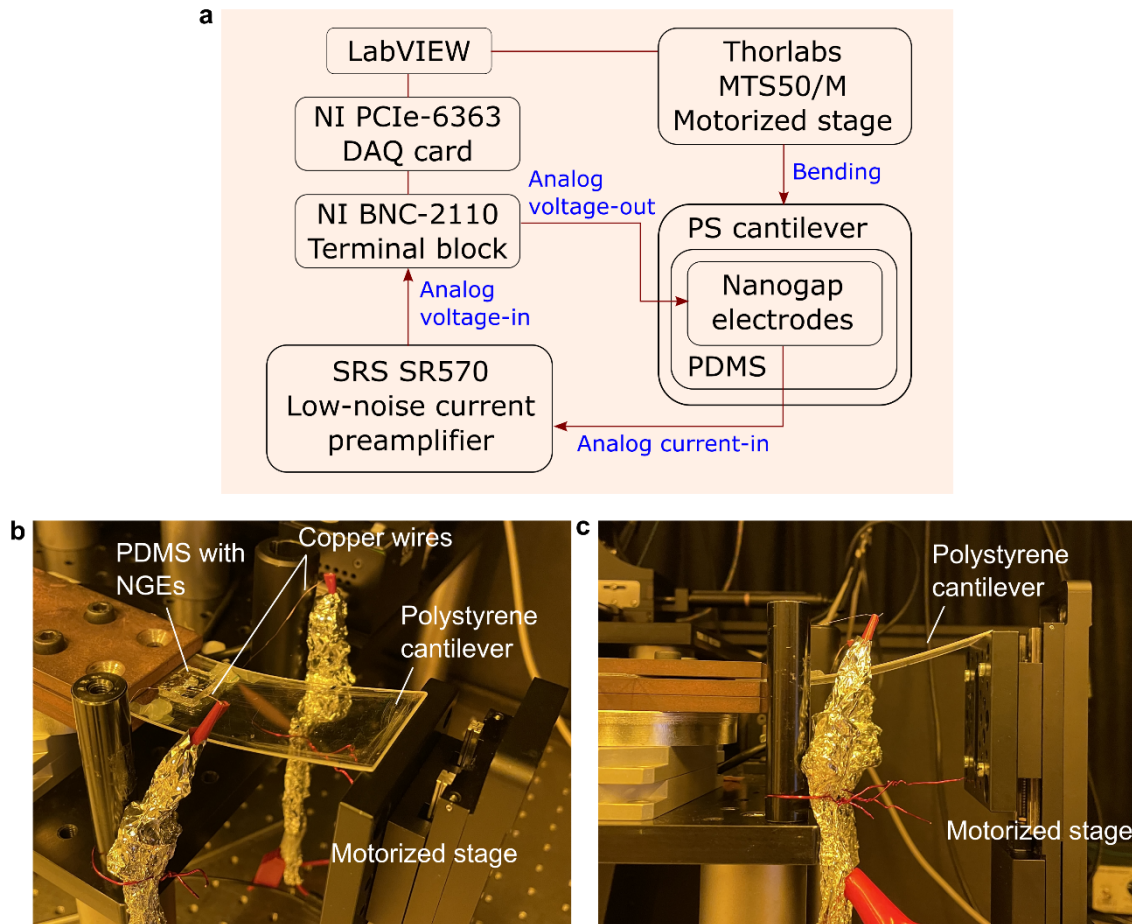 a
LabVIEW
NI PCIe-6363
DAQ card
NI BNC-2110
Terminal block
Analog
voltage-in
SRS SR570
Low-noise current
preamplifier
Analog
voltage-out
Thorlabs
MTS50/M
Motorized stage
Bending
PS cantilever
Nanogap
electrodes
PDMS
Analog current-in
b
PDMS with
NGEs
Copper wires
Polystyrene
cantilever
Motorized stage
c
Polystyrene
cantilever
Motorized stage